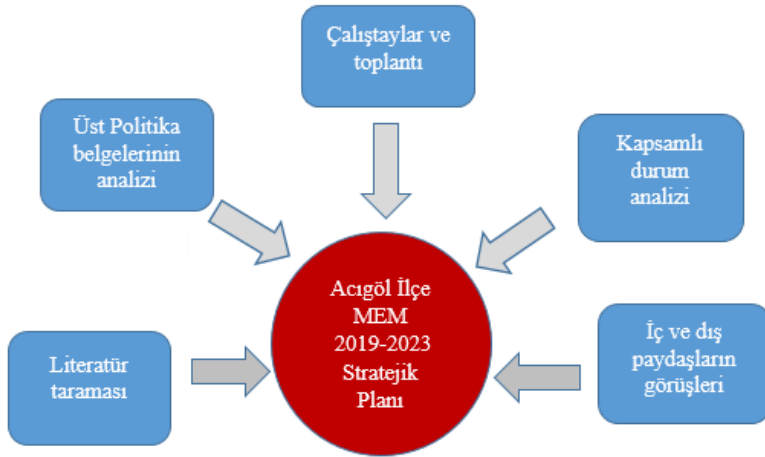 Çalıştaylar ve
toplantı
Üst Politika
belgelerinin
analizi
Kapsamlı
durum
analizi
Acıgöl İlçe
MEM
2019-2023
Stratejik
Planı
Literatür
taraması
İç ve dış
paydaşların
görüşleri